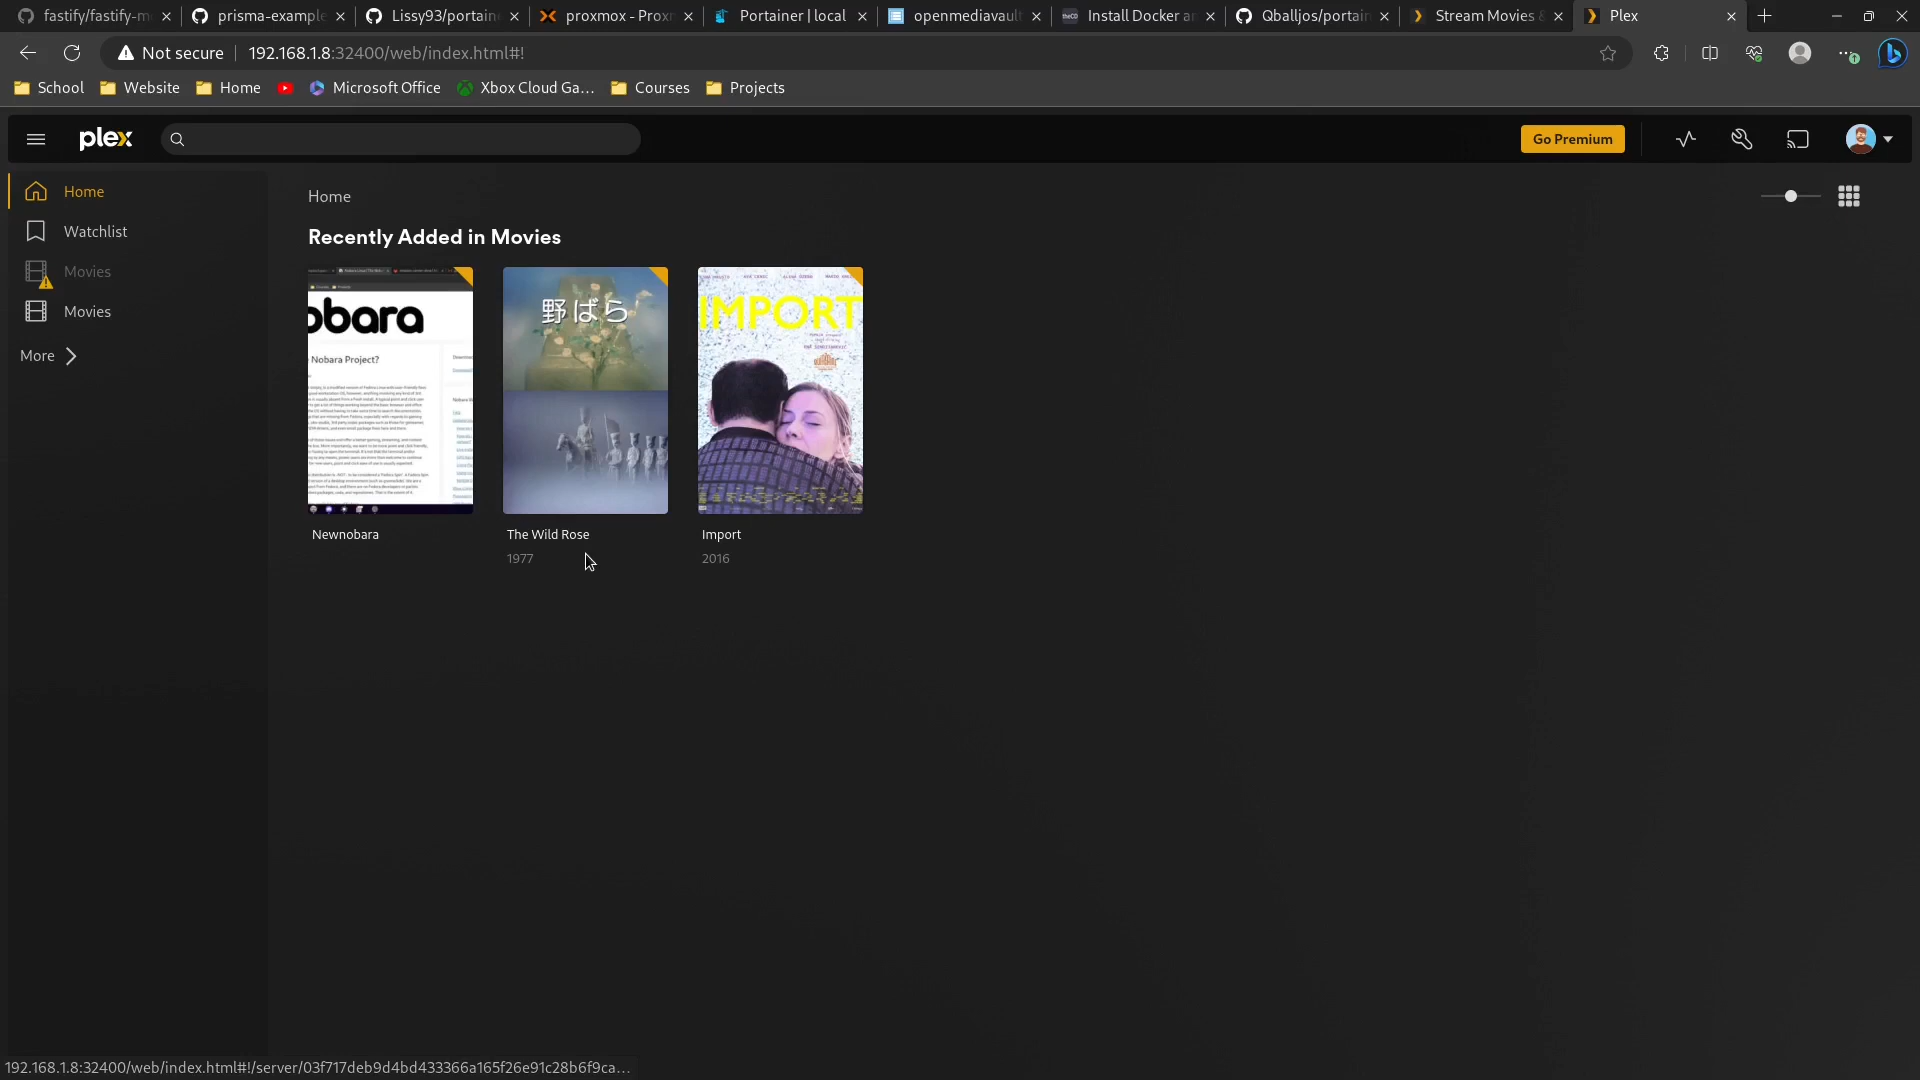 fastify/fastify-m
prisma-example
Lissy93/portaine
proxmox - Proxm
Portainer | local
openmediavault
Install Docker an
Qballjos/portain
Stream Movies &
Plex
Not secure
192.168.1.8:32400/web/index.html#!
School
Website
Home
Microsoft Office
Xbox Cloud Ga...
Courses
Projects
plex
Go Premium
Home
Watchlist
Movies
Movies
More
Home
Recently Added in Movies
obara
Nobara Project?
Newnobara
野ばら
The Wild Rose
1977
IMPORT
Import
2016
192.168.1.8:32400/web/index.html#!/server/03f717deb9d4bd433366a165f26e91c28b6f9ca...